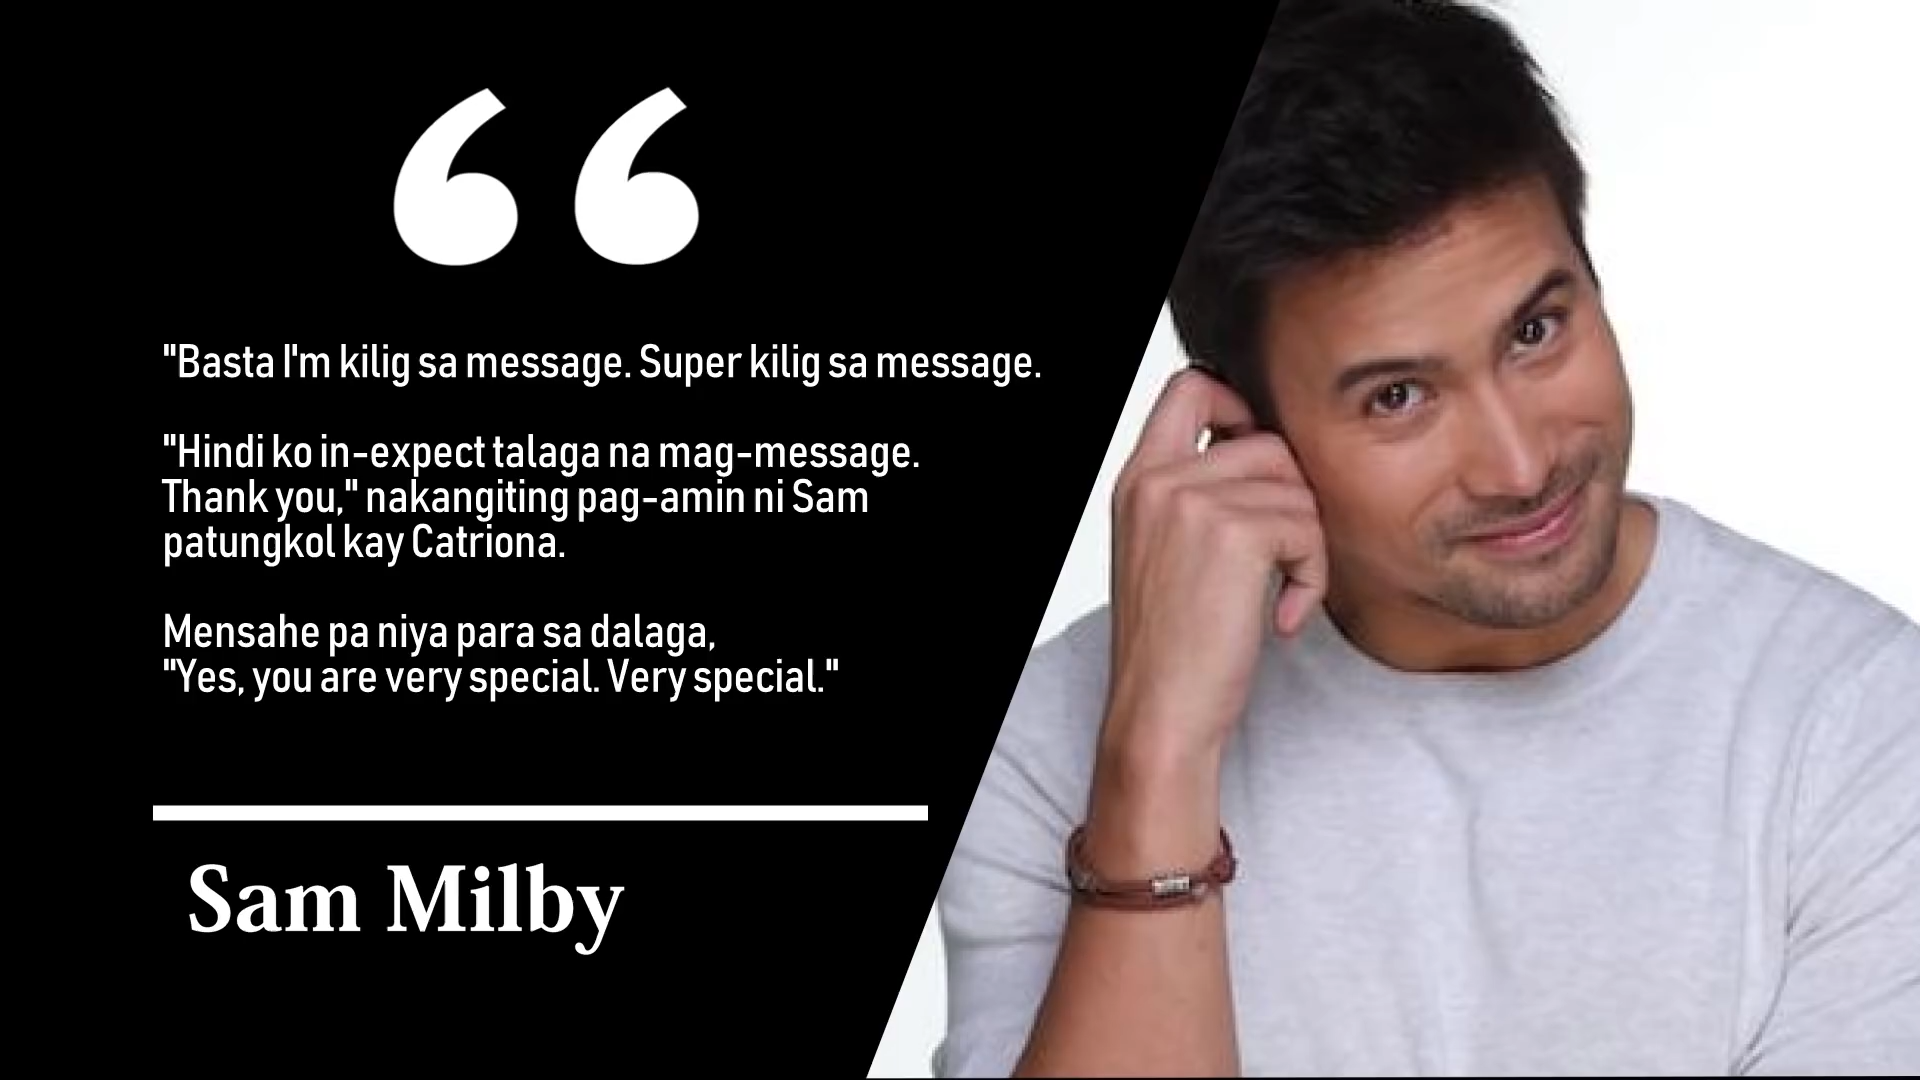 "Basta I'm kilig sa message. Super kilig sa message.
"Hindi ko in-expect talaga na mag-message.
Thank you," nakangiting pag-amin ni Sam
patungkol kay Catriona.
Mensahe pa niya para sa dalaga,
"Yes, you are very special. Very special."
Sam Milby